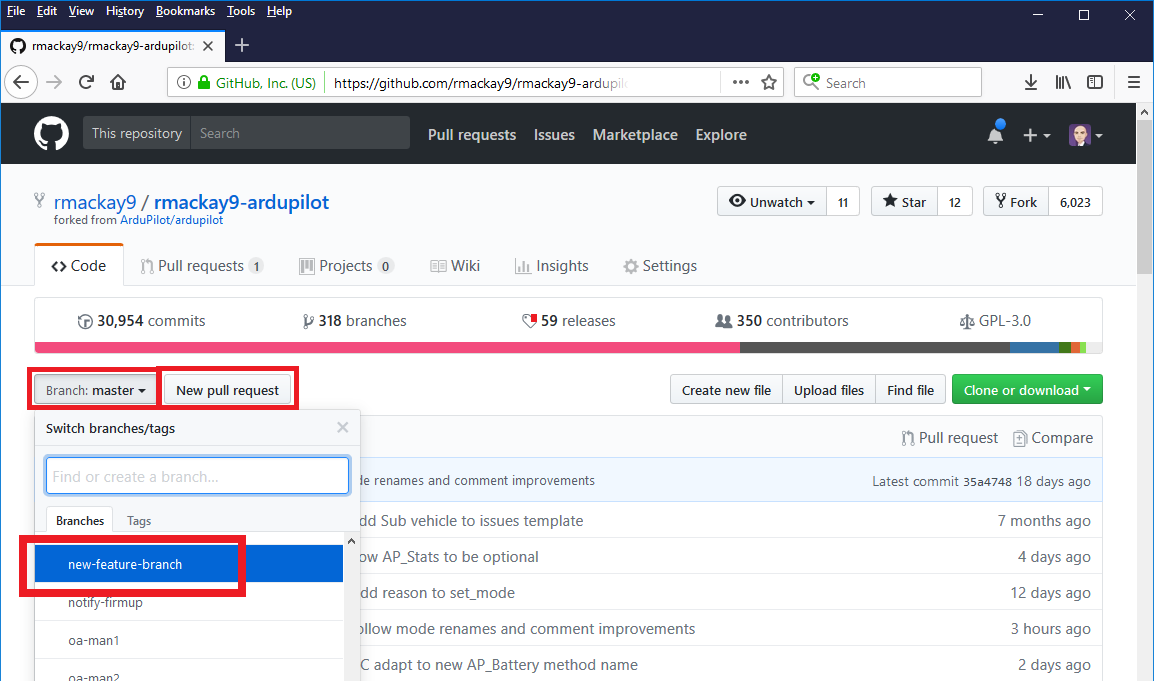 File Edit View History Bookmarks Tools Help
rmackay9/rmackay9-ardupilot:
GitHub, Inc. (US) https://github.com/rmackay9/rmackay9-ardupil Search
This repository Search Pull requests Issues Marketplace Explore
rmackay9 / rmackay9-ardupilot Unwatch 11 Star 12 Fork 6,023
forked from ArduPilot/ardupilot
Code Pull requests 1 Projects 0 Wiki Insights Settings
30,954 commits 318 branches 59 releases 350 contributors GPL-3.0
Branch: master New pull request Create new file Upload files Find file Clone or download
Switch branches/tags Pull request Compare
Find or create a branch...
de renames and comment improvements Latest commit 35a4748 18 days ago
Branches Tags dd Sub vehicle to issues template 7 months ago
ow AP_Stats to be optional 4 days ago
new-feature-branch
dd reason to set_mode 12 days ago
notify-firmup
ollow mode renames and comment improvements 3 hours ago
oa-man1
C adapt to new AP_Battery method name 2 days ago
oa-man2